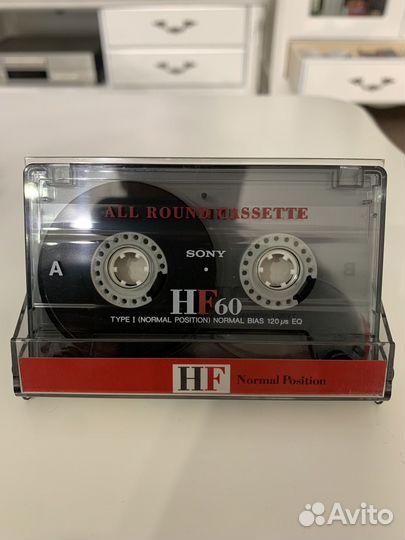 ALL ROUND CASSETTE
A
SONY
B
HF60
TYPE I (NORMAL POSITION) NORMAL BIAS 120 μs EQ
HF Normal Position
Avito